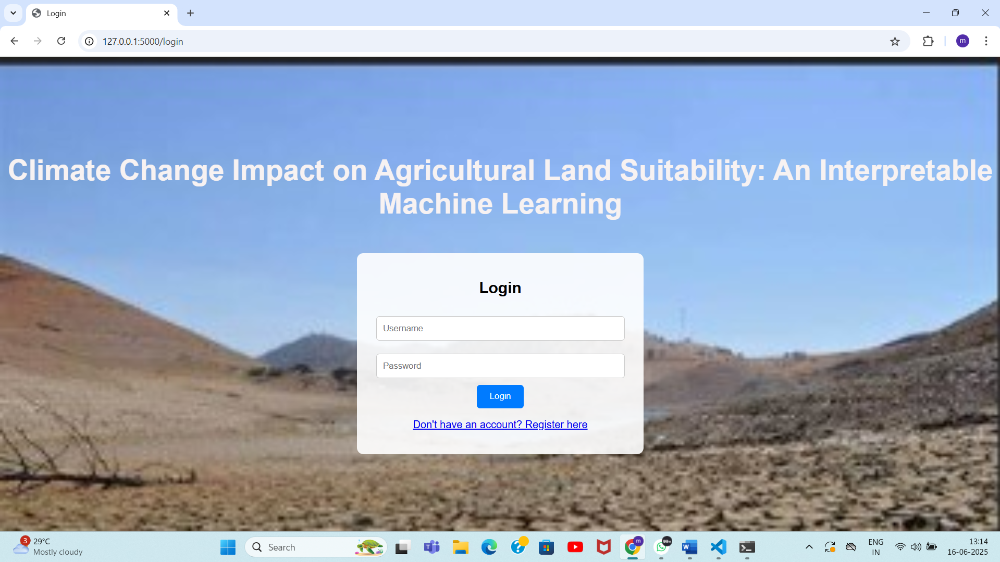 Login
127.0.0.1:5000/login
m
Climate Change Impact on Agricultural Land Suitability: An Interpretable
Machine Learning
Login
Username
Password
Login
Don't have an account? Register here
3
29°C
Mostly cloudy
Search
T
?
m
99+
W
ENG
IN
13:14
16-06-2025